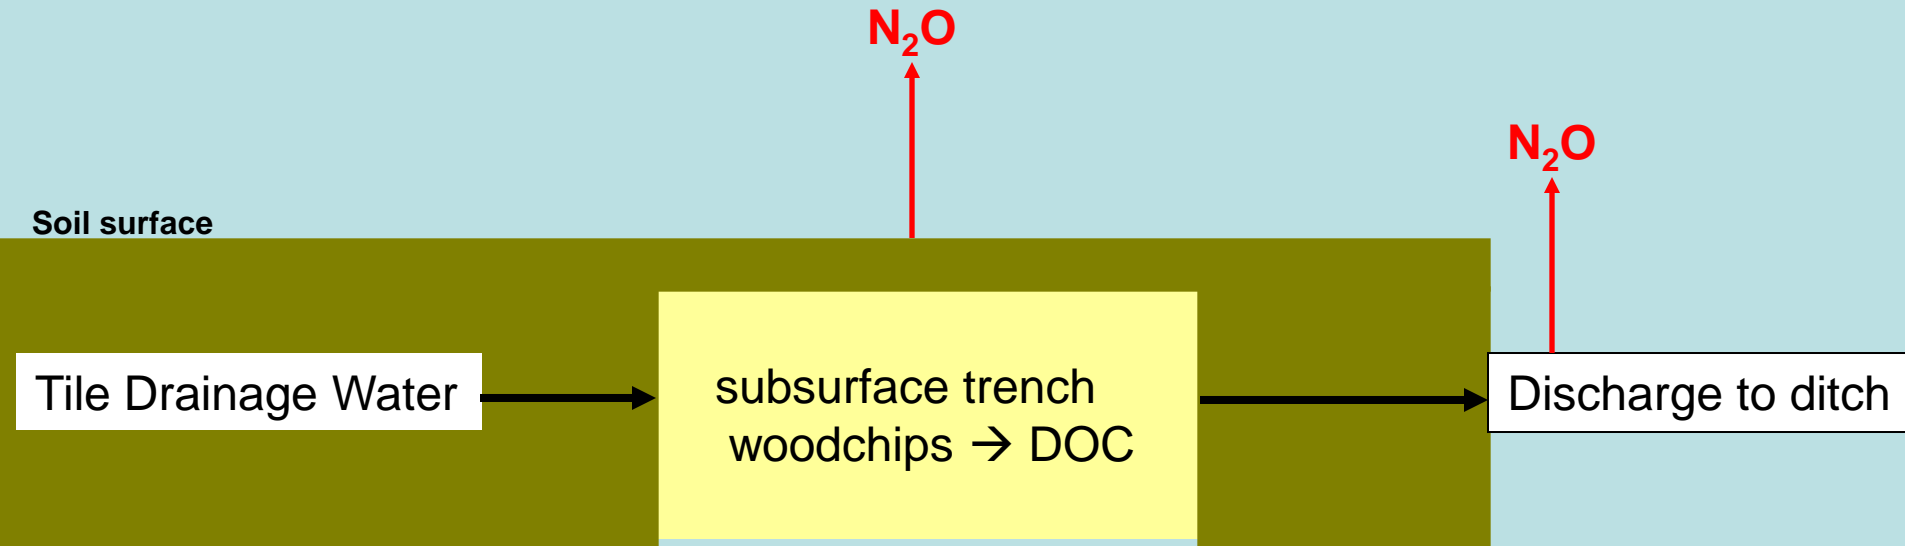 N₂O
N₂O
Soil surface
Tile Drainage Water
subsurface trench
woodchips → DOC
Discharge to ditch